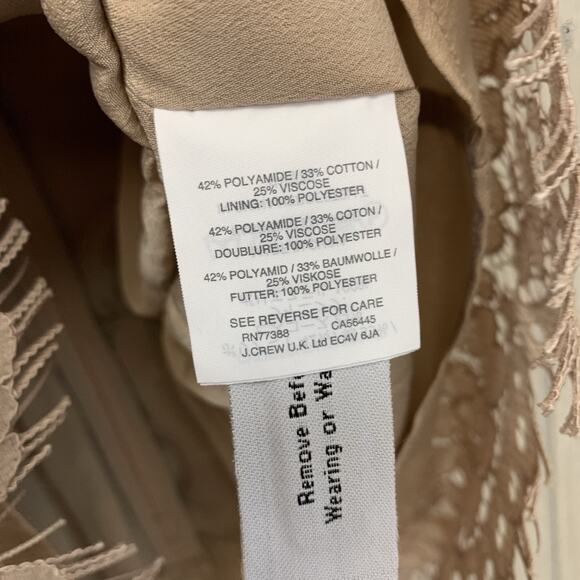 42% POLYAMIDE / 33% COTTON /
25% VISCOSE
LINING: 100% POLYESTER
42% POLYAMIDE / 33% COTON /
25% VISCOSE
DOUBLURE: 100% POLYESTER
42% POLYAMID / 33% BAUMWOLLE /
25% VISKOSE
FUTTER: 100% POLYESTER
SEE REVERSE FOR CARE
RN77388 CA56445
J.CREW U.K. Ltd EC4V 6JA
Remove Befo
Wearing or Wa